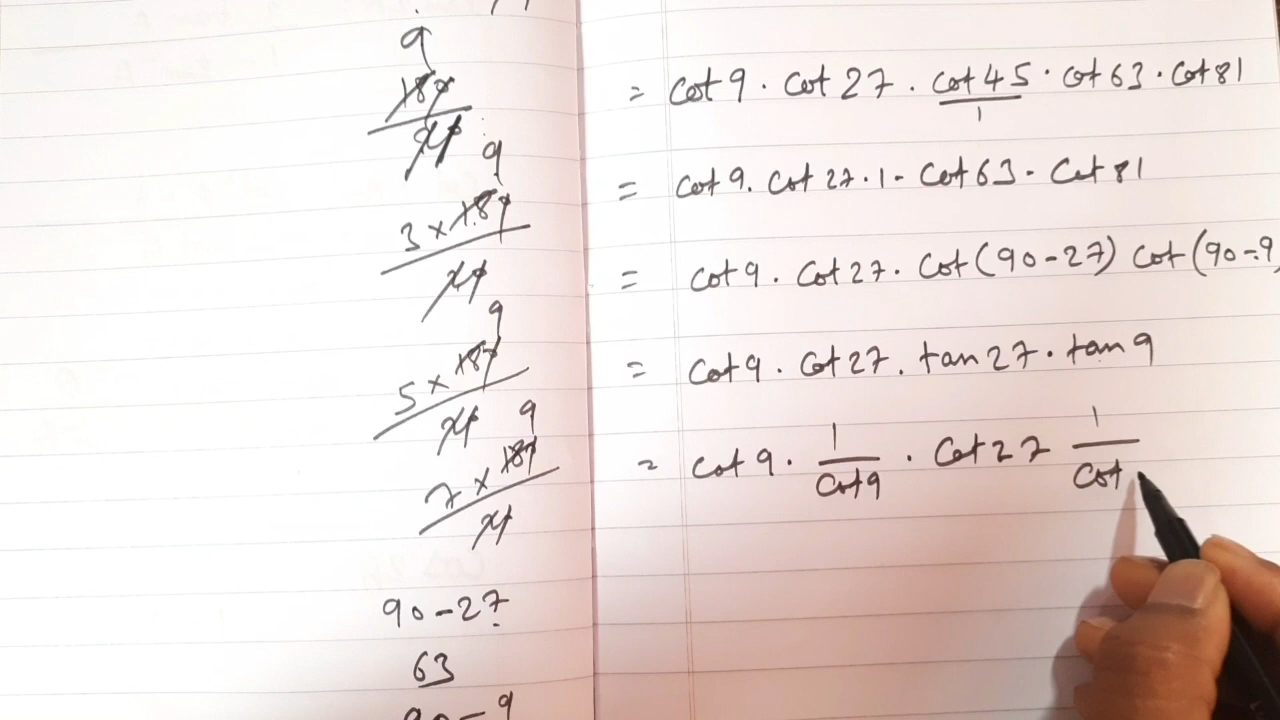 9
180
/ 20
9
3 × 180
/ 20
9
5 × 180
/ 20
9
7 × 180
/ 20
90-27
63
90-9
= cot 9 . cot 27 . cot 45 . cot 63 . cot 81
1
= cot 9 . cot 27 . 1 - cot 63 - cot 81
= cot 9 . cot 27 . cot (90-27) cot (90-9
= cot 9 . cot 27 . tan 27 . tan 9
= cot 9 . 1/cot 9 . cot 27 1/cot